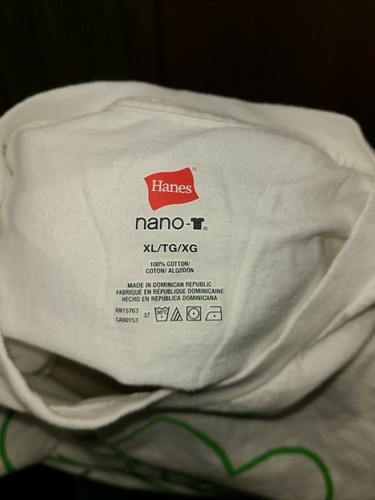 Hanes®
nano-T®
XL/TG/XG
100% COTTON/
COTON/ ALGODÓN
MADE IN DOMINICAN REPUBLIC
FABRIQUÉ EN RÉPUBLIQUE DOMINICAINE
HECHO EN REPÚBLICA DOMINICANA
RN15763
CA00153
37